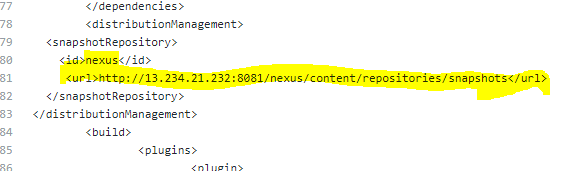 77 </dependencies>
78 <distributionManagement>
79 <snapshotRepository>
80 <id>nexus</id>
81 <url>http://13.234.21.232:8081/nexus/content/repositories/snapshots</url>
82 </snapshotRepository>
83 </distributionManagement>
84 <build>
85 <plugins>
86 <plugin>